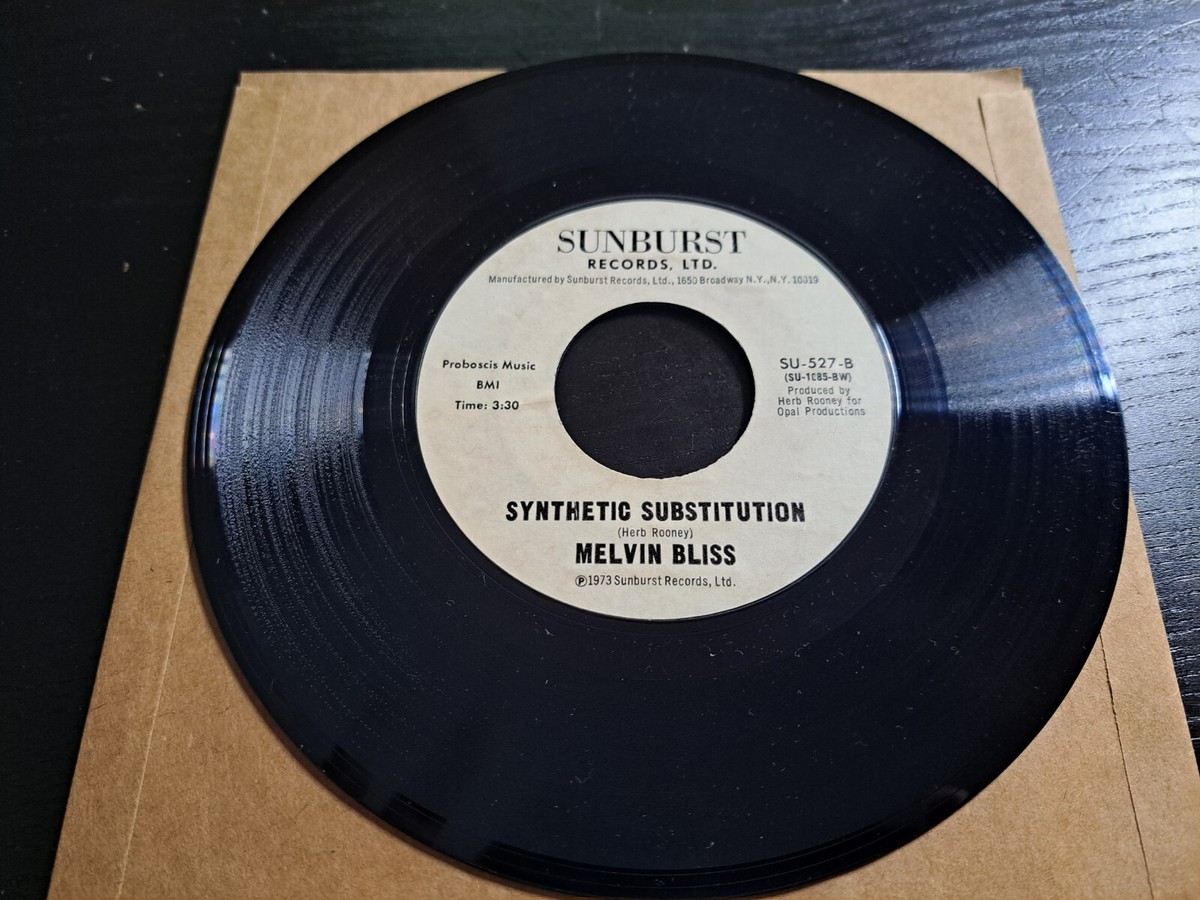 SUNBURST
RECORDS, LTD.
Manufactured by Sunburst Records, Ltd., 1650 Broadway N.Y.,N.Y. 10019
Proboscis Music
BMI
Time: 3:30
SU-527-B
(SU-1085-BW)
Produced by
Herb Rooney for
Opal Productions
SYNTHETIC SUBSTITUTION
(Herb Rooney)
MELVIN BLISS
Ⓟ1973 Sunburst Records, Ltd.